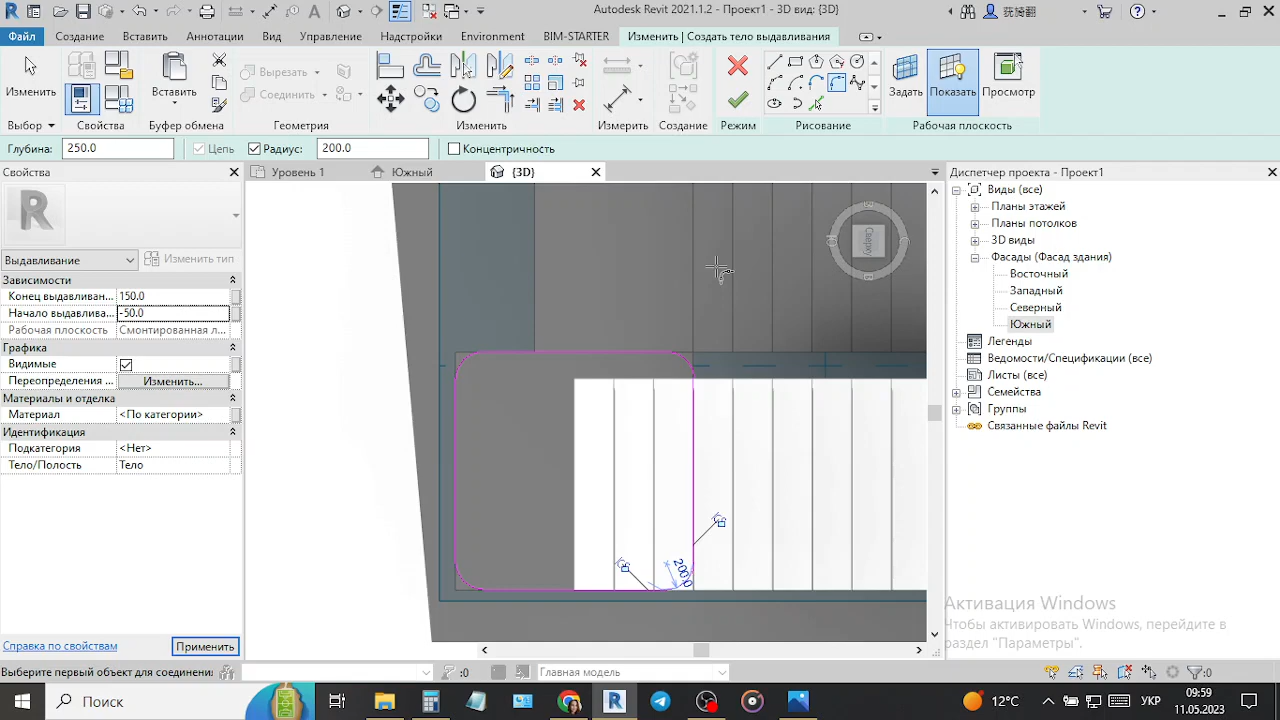 Autodesk Revit 2021.1.2 - Проект1 - 3D вид: {3D}
Файл Создание Вставить Аннотации Вид Управление Надстройки Environment BIM-STARTER Изменить | Создать тело выдавливания
Изменить Вставить Вырезать Соединить Задать Показать Просмотр
Выбор Свойства Буфер обмена Геометрия Изменить Измерить Создание Режим Рисование Рабочая плоскость
Глубина: 250.0 Цепь Радиус: 200.0 Концентричность
Свойства
Уровень 1 Южный {3D}
Диспетчер проекта - Проект1
R
Выдавливание Изменить тип
Зависимости
Конец выдавливан... 150.0
Начало выдавлива... -50.0
Рабочая плоскость Смонтированная л...
Графика
Видимые
Переопределения ... Изменить...
Материалы и отделка
Материал <По категории>
Идентификация
Подкатегория <Нет>
Тело/Полость Тело
Справка по свойствам Применить
Сверху
200.0
Виды (все)
Планы этажей
Планы потолков
3D виды
Фасады (Фасад здания)
Восточный
Западный
Северный
Южный
Легенды
Ведомости/Спецификации (все)
Листы (все)
Семейства
Группы
Связанные файлы Revit
Активация Windows
Чтобы активировать Windows, перейдите в
раздел "Параметры".
Выберите первый объект для соединени :0 Главная модель :0
Поиск
12°C
УКР
09:59
11.05.2023